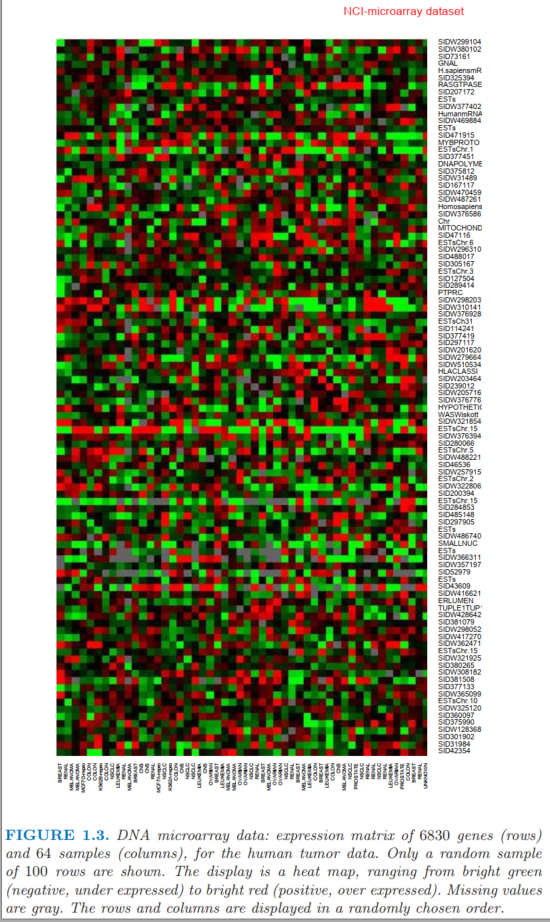 NCI-microarray dataset
SIDW299104
SIDW380102
SID73161
GNAL
H.sapiensmR
SID325394
RASGTPASE
SID207172
ESTs
SIDW377402
HumanmRNA
SIDW469884
ESTs
SID471915
MYBPROTO
ESTsChr.1
SID377451
DNAPOLYME
SID375812
SIDW31489
SID167117
SIDW470459
SIDW487261
Homosapiens
SIDW376586
Chr
MITOCHOND
SID47116
ESTsChr.6
SIDW296310
SID488017
SID305167
ESTsChr.3
SID127504
SID289414
PTPRC
SIDW298203
SIDW310141
SIDW376928
ESTsCh31
SID114241
SID377419
SID297117
SIDW201620
SIDW279664
SIDW510534
HLACLASSI
SIDW203464
SID239012
SIDW205716
SIDW376776
HYPOTHETIC
WASWiskott
SIDW321854
ESTsChr.15
SIDW376394
SID280066
ESTsChr.5
SIDW488221
SID46536
SIDW257915
ESTsChr.2
SIDW322806
SID200394
ESTsChr.15
SID284853
SID485148
SID297905
ESTs
SIDW486740
SMALLNUC
ESTs
SIDW366311
SIDW357197
SID52979
ESTs
SID43609
SIDW416621
ERLUMEN
TUPLE1TUP
SIDW428642
SID381079
SIDW298052
SIDW417270
SIDW362471
ESTsChr.15
SIDW321925
SID380265
SIDW308182
SID381508
SID377133
SIDW365099
ESTsChr.10
SIDW325120
SID360097
SID375990
SIDW128368
SID301902
SID31984
SID42354
FIGURE 1.3. DNA microarray data: expression matrix of 6830 genes (rows)
and 64 samples (columns), for the human tumor data. Only a random sample
of 100 rows are shown. The display is a heat map, ranging from bright green
(negative, under expressed) to bright red (positive, over expressed). Missing values
are gray. The rows and columns are displayed in a randomly chosen order.